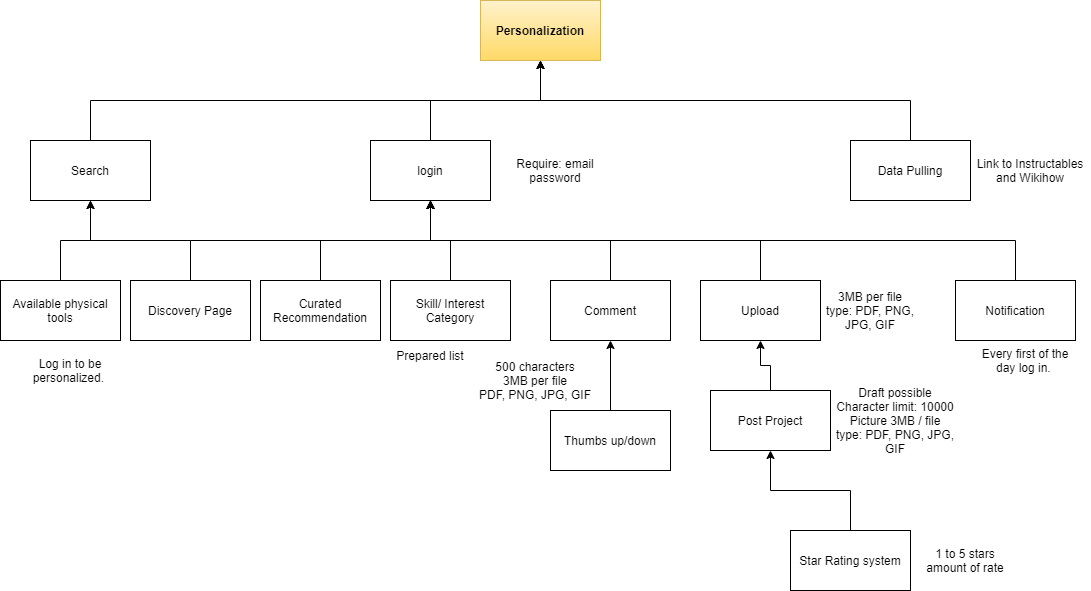 Personalization
Search
login
Require: email
password
Data Pulling
Link to Instructables
and Wikihow
Available physical
tools
Discovery Page
Curated
Recommendation
Skill/ Interest
Category
Comment
Upload
3MB per file
type: PDF, PNG,
JPG, GIF
Notification
Log in to be
personalized.
Prepared list
500 characters
3MB per file
PDF, PNG, JPG, GIF
Every first of the
day log in.
Thumbs up/down
Post Project
Draft possible
Character limit: 10000
Picture 3MB / file
type: PDF, PNG, JPG,
GIF
Star Rating system
1 to 5 stars
amount of rate